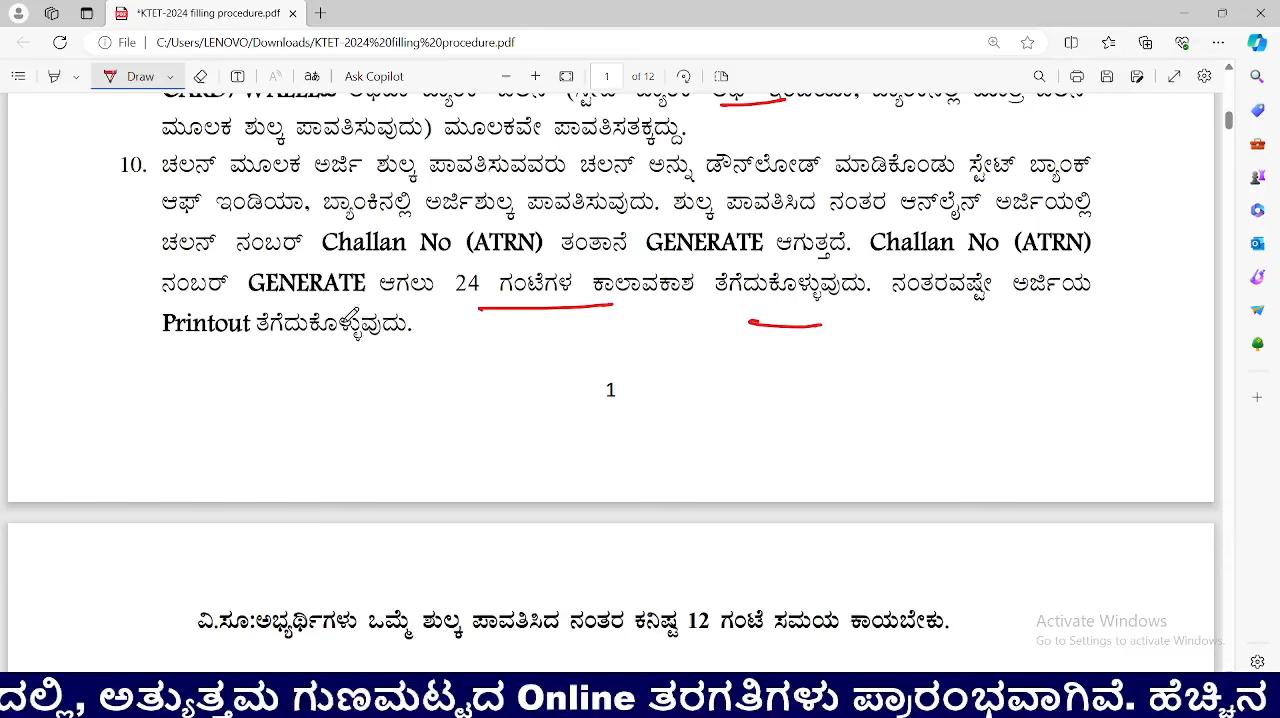 *KTET-2024 filling procedure.pdf
File C:/Users/LENOVO/Downloads/KTET-2024%20filling%20procedure.pdf
Draw Ask Copilot 1 of 12
ಮೂಲಕ ಶುಲ್ಕ ಪಾವತಿಸುವುದು) ಮೂಲಕವೇ ಪಾವತಿಸತಕ್ಕದ್ದು.
10. ಚಲನ್ ಮೂಲಕ ಅರ್ಜಿ ಶುಲ್ಕ ಪಾವತಿಸುವವರು ಚಲನ್ ಅನ್ನು ಡೌನ್‌ಲೋಡ್ ಮಾಡಿಕೊಂಡು ಸ್ಟೇಟ್ ಬ್ಯಾಂಕ್
ಆಫ್ ಇಂಡಿಯಾ, ಬ್ಯಾಂಕಿನಲ್ಲಿ ಅರ್ಜಿಶುಲ್ಕ ಪಾವತಿಸುವುದು. ಶುಲ್ಕ ಪಾವತಿಸಿದ ನಂತರ ಆನ್‌ಲೈನ್ ಅರ್ಜಿಯಲ್ಲಿ
ಚಲನ್ ನಂಬರ್ Challan No (ATRN) ತಂತಾನೆ GENERATE ಆಗುತ್ತದೆ. Challan No (ATRN)
ನಂಬರ್ GENERATE ಆಗಲು 24 ಗಂಟೆಗಳ ಕಾಲಾವಕಾಶ ತೆಗೆದುಕೊಳ್ಳುವುದು. ನಂತರವಷ್ಟೇ ಅರ್ಜಿಯ
Printout ತೆಗೆದುಕೊಳ್ಳುವುದು.
1
ವಿ.ಸೂ:ಅಭ್ಯರ್ಥಿಗಳು ಒಮ್ಮೆ ಶುಲ್ಕ ಪಾವತಿಸಿದ ನಂತರ ಕನಿಷ್ಟ 12 ಗಂಟೆ ಸಮಯ ಕಾಯಬೇಕು.
Activate Windows
Go to Settings to activate Windows.
ದಲ್ಲಿ, ಅತ್ಯುತ್ತಮ ಗುಣಮಟ್ಟದ Online ತರಗತಿಗಳು ಪ್ರಾರಂಭವಾಗಿವೆ. ಹೆಚ್ಚಿನ